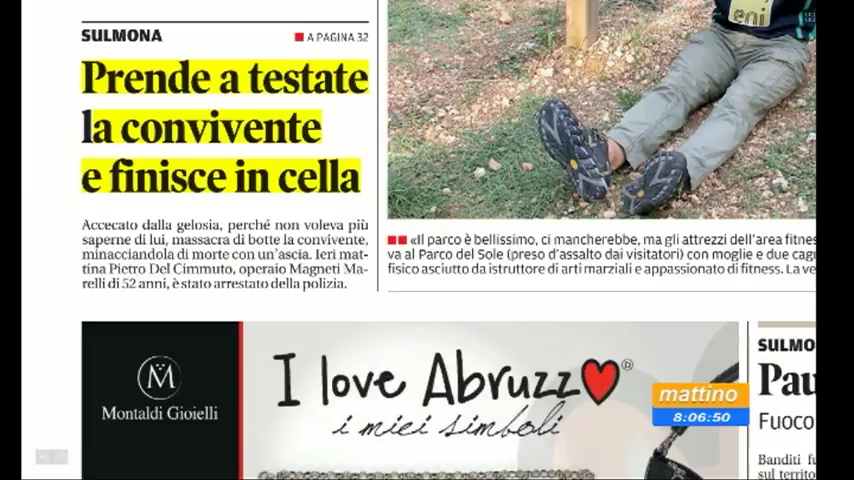 SULMONA
A PAGINA 32
Prende a testate
la convivente
e finisce in cella
Accecato dalla gelosia, perché non voleva più
saperne di lui, massacra di botte la convivente,
minacciandola di morte con un'ascia. Ieri mat-
tina Pietro Del Cimmuto, operaio Magneti Ma-
relli di 52 anni, è stato arrestato della polizia.
eni
«Il parco è bellissimo, ci mancherebbe, ma gli attrezzi dell'area fitne
va al Parco del Sole (preso d'assalto dai visitatori) con moglie e due cag
fisico asciutto da istruttore di arti marziali e appassionato di fitness. La ve
M
Montaldi Gioielli
I love Abruzz
i miei simboli
mattino
8:06:50
SULMO
Pau
Fuoco
Banditi fu
sul territo